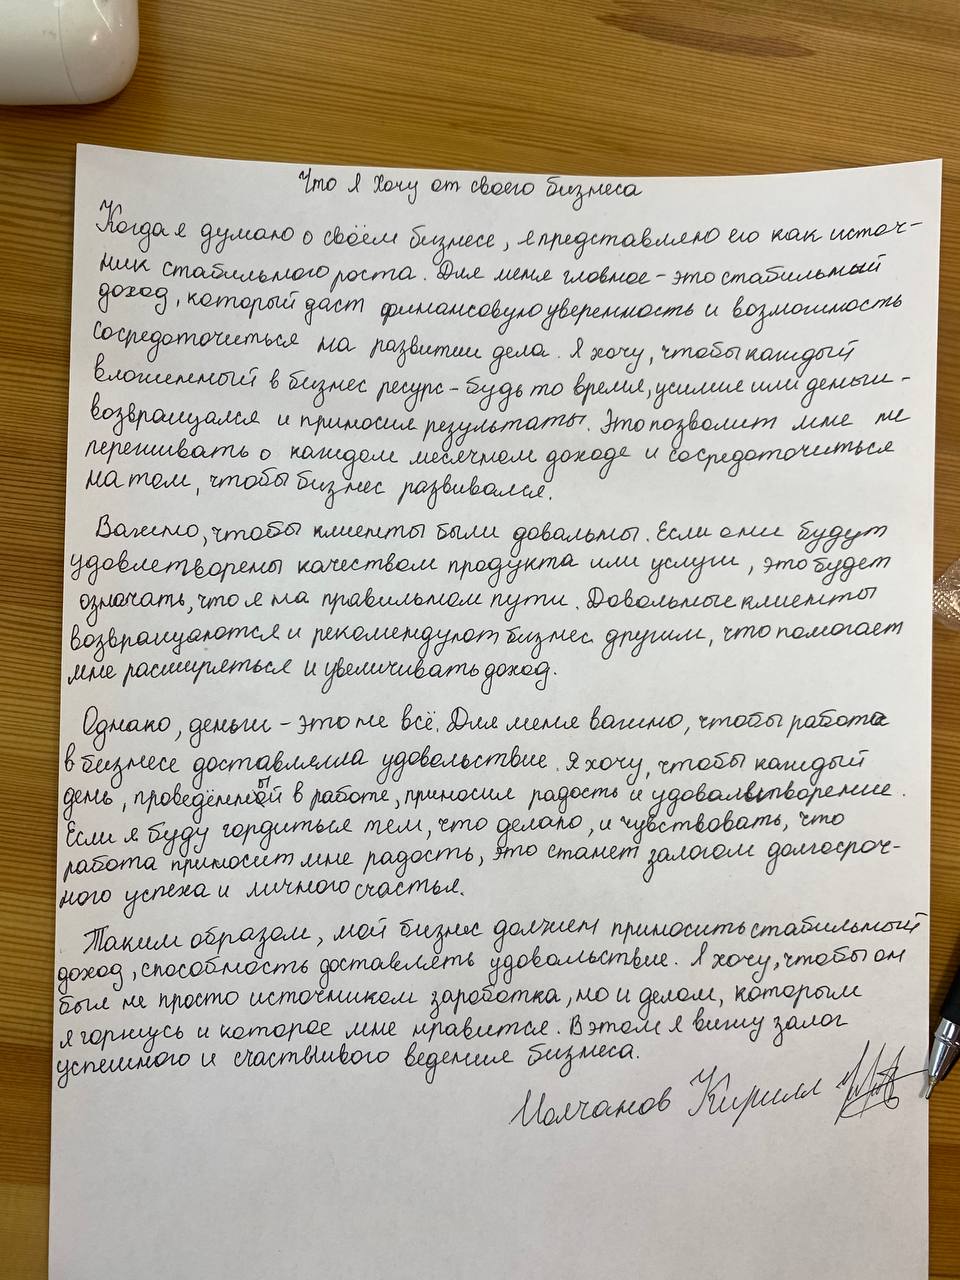 Что я хочу от своего бизнеса
Когда я думаю о своём бизнесе, я представляю его как источ-
ник стабильного роста. Для меня главное - это стабильный
доход, который даст финансовую уверенность и возможность
сосредоточиться на развитии дела. Я хочу, чтобы каждый
вложенный в бизнес ресурс - будь то время, усилие или деньги -
возвращался и приносил результаты. Это позволит мне не
переживать о каждом месячном доходе и сосредоточиться
на том, чтобы бизнес развивался.
Важно, чтобы клиенты были довольны. Если они будут
удовлетворены качеством продукта или услуги, это будет
означать, что я на правильном пути. Довольные клиенты
возвращаются и рекомендуют бизнес другим, что помогает
мне расширяться и увеличивать доход.
Однако, деньги - это не всё. Для меня важно, чтобы работа
в бизнесе доставляла удовольствие. Я хочу, чтобы каждый
день, проведённый в работе, приносил радость и удовлетворение.
Если я буду гордиться тем, что делаю, и чувствовать, что
работа приносит мне радость, это станет залогом долгосроч-
ного успеха и личного счастья.
Таким образом, мой бизнес должен приносить стабильный
доход, способность доставлять удовольствие. Я хочу, чтобы он
был не просто источником заработка, но и делом, которым
я горжусь и которое мне нравится. В этом я вижу залог
успешного и счастливого ведения бизнеса.
Молчанов Кирилл